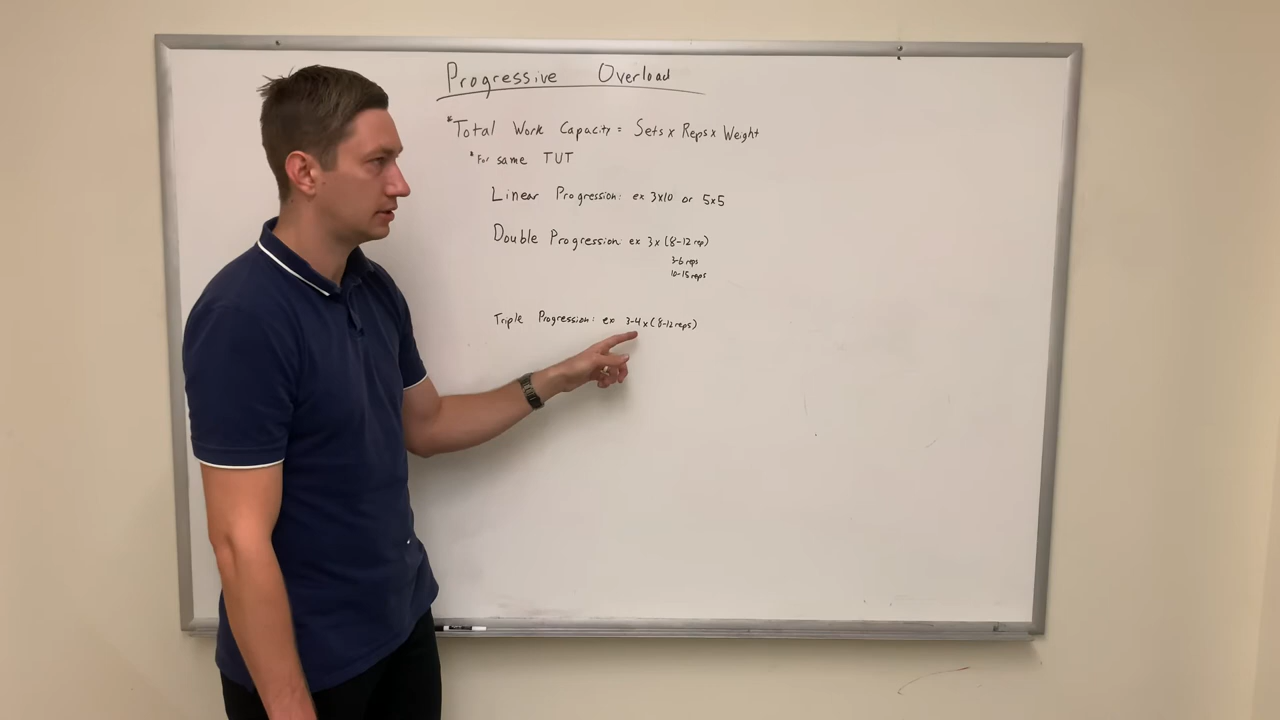 Progressive Overload
*Total Work Capacity = Sets x Reps x Weight
*For same TUT
Linear Progression: ex 3x10 or 5x5
Double Progression: ex 3x(8-12 rep)
3-6 reps
10-15 reps
Triple Progression: ex 3-4x(8-12 reps)